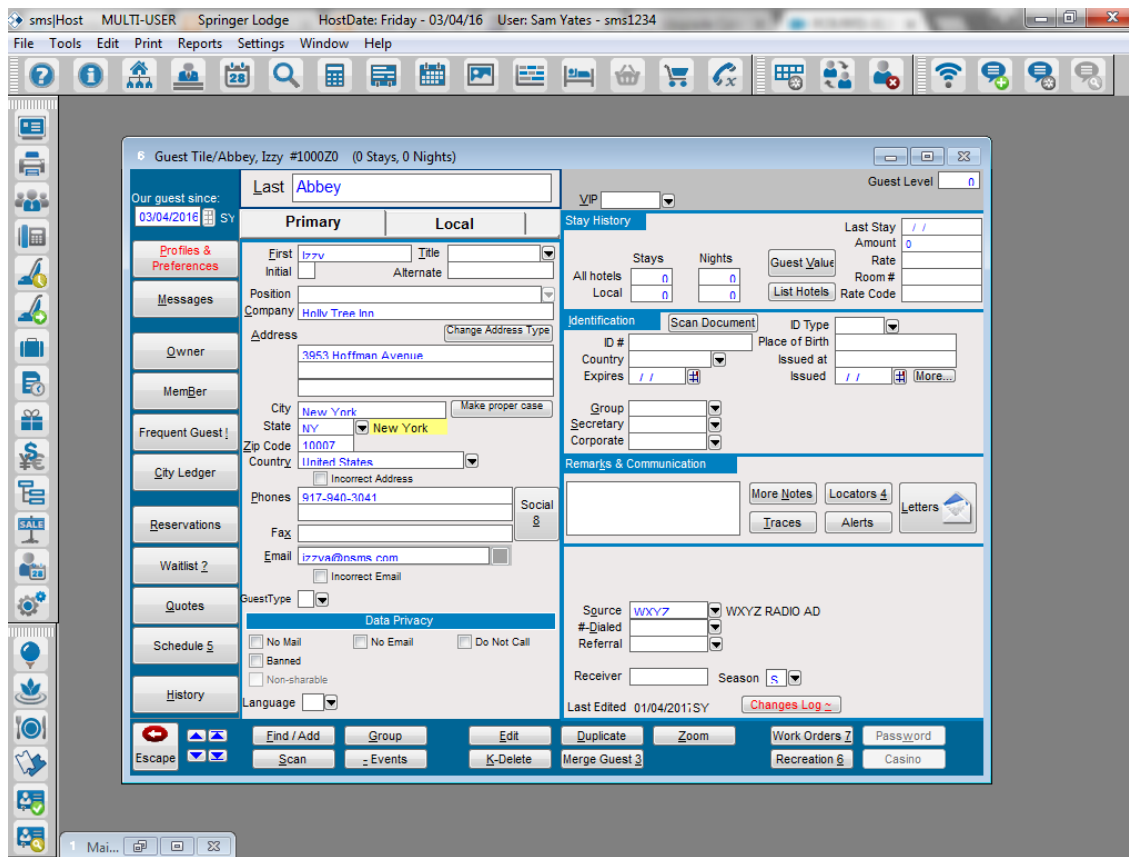 sms|Host MULTI-USER Springer Lodge HostDate: Friday - 03/04/16 User: Sam Yates - sms1234
File Tools Edit Print Reports Settings Window Help
28
6 Guest Tile/Abbey, Izzy #1000Z0 (0 Stays, 0 Nights)
Our guest since:
03/04/2016 SY
Profiles & Preferences
Messages
Owner
MemBer
Frequent Guest !
City Ledger
Reservations
Waitlist ?
Quotes
Schedule 5
History
Last Abbey
Primary Local
First Izzy Title
Initial Alternate
Position
Company Holly Tree Inn
Address Change Address Type
3953 Hoffman Avenue
City New York Make proper case
State NY New York
Zip Code 10007
Country United States
Incorrect Address
Phones 917-940-3041
Social 8
Fax
Email izzya@psms.com
Incorrect Email
GuestType
Data Privacy
No Mail No Email Do Not Call
Banned
Non-sharable
Language
VIP
Guest Level 0
Stay History
Last Stay / /
Amount 0
Stays Nights Guest Value Rate
All hotels 0 0 Room #
Local 0 0 List Hotels Rate Code
Identification Scan Document ID Type
ID # Place of Birth
Country Issued at
Expires / / Issued / / More...
Group
Secretary
Corporate
Remarks & Communication
More Notes Locators 4 Letters
Traces Alerts
Source WXYZ WXYZ RADIO AD
#-Dialed
Referral
Receiver Season S
Last Edited 01/04/2017 SY Changes Log ~
Escape
Find / Add Group Edit Duplicate Zoom Work Orders 7 Password
Scan - Events K-Delete Merge Guest 3 Recreation 6 Casino
SALE
28
1 Mai...